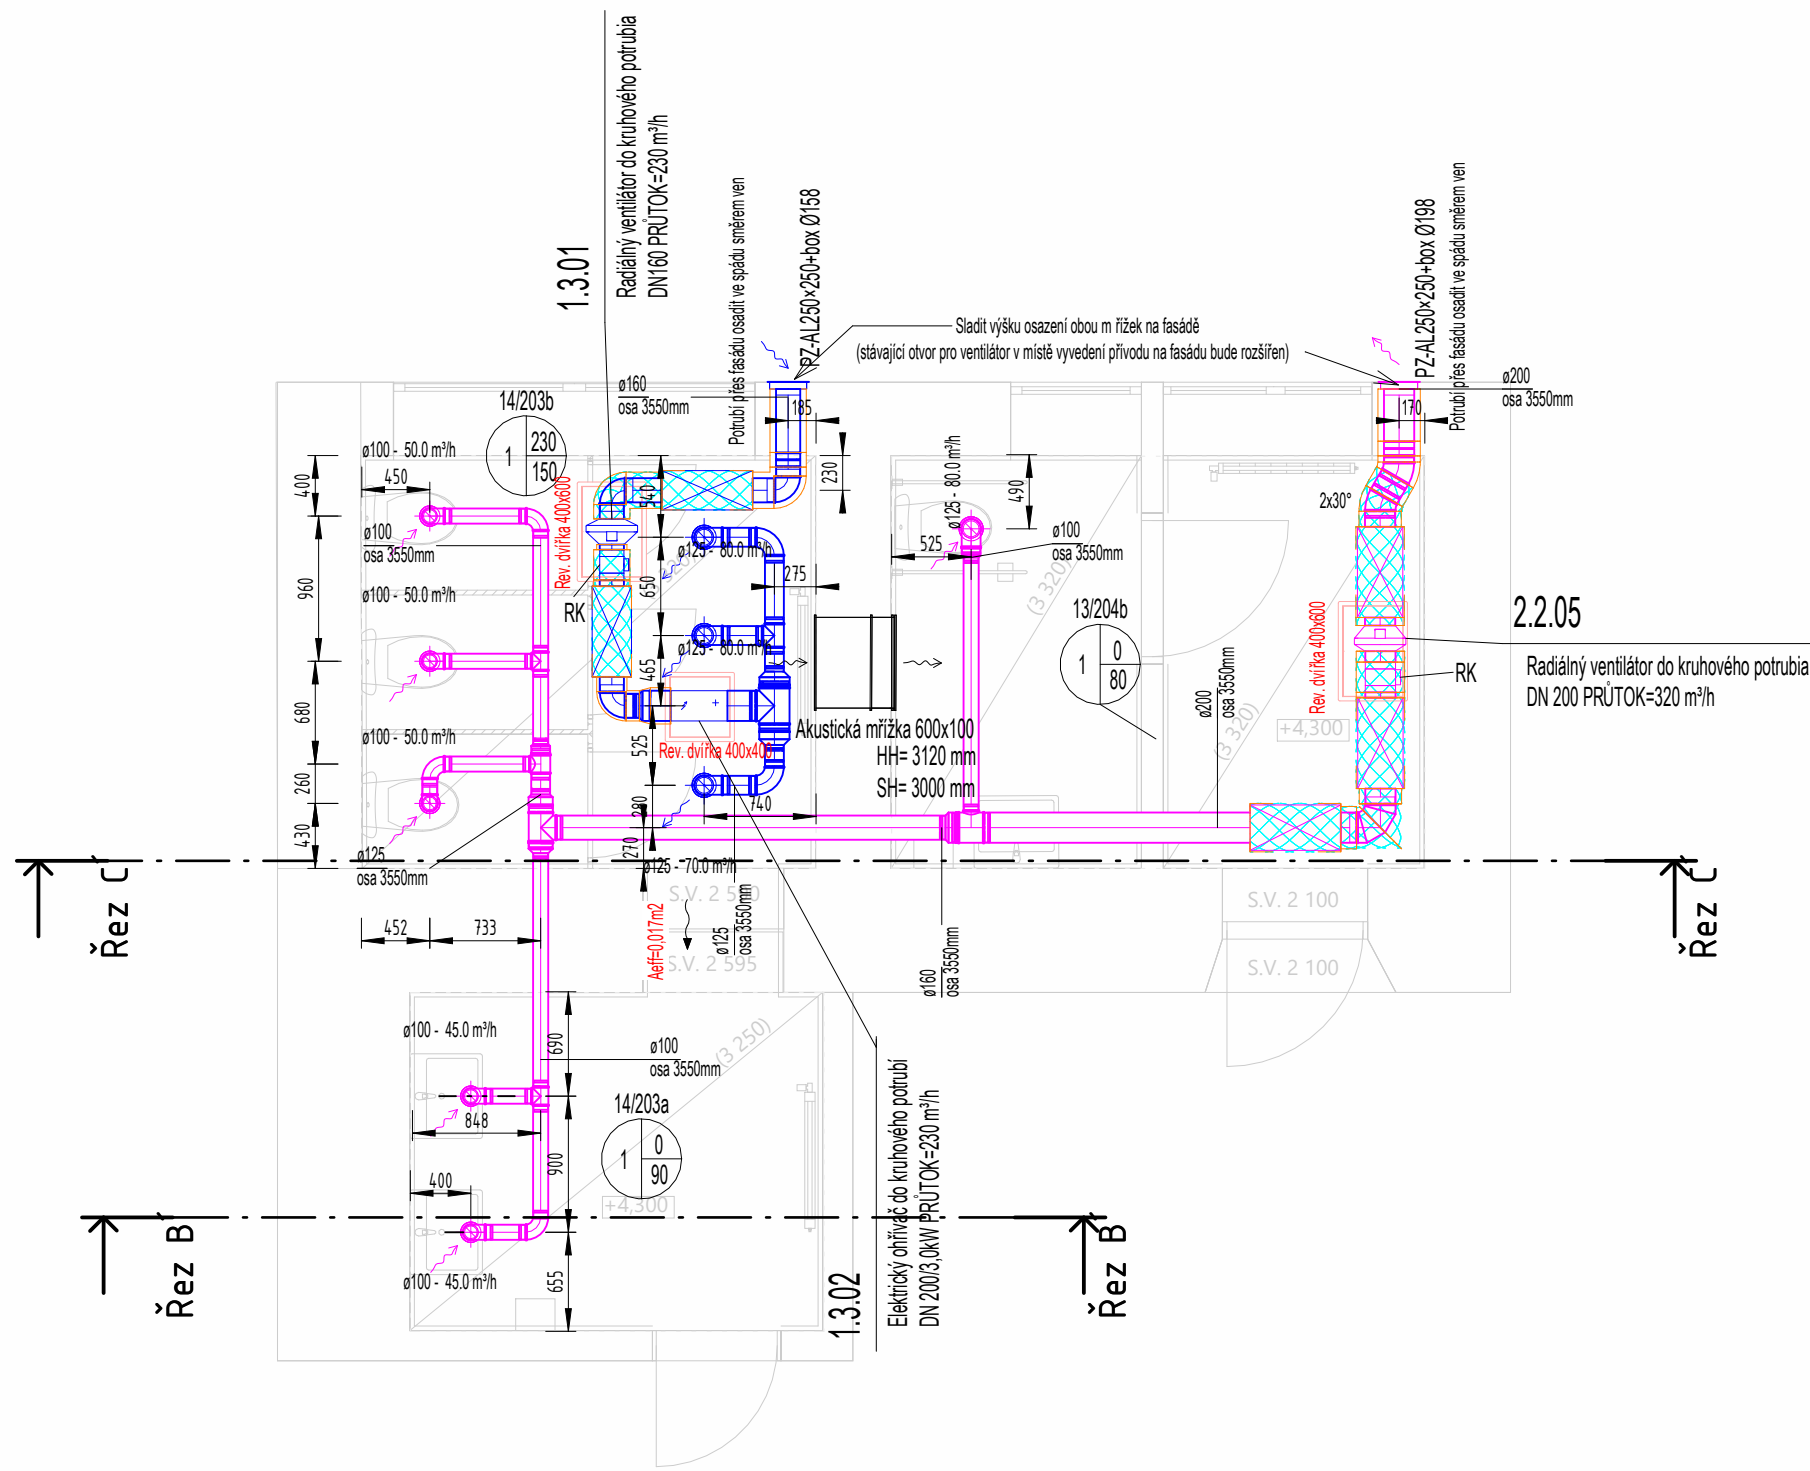 1.3.01
Radiálný ventilátor do kruhového potrubia
DN160 PRŮTOK=230 m³/h
Potrubí přes fasádu osadit ve spádu směrem ven
PZ-AL250×250+box Ø158
Sladit výšku osazení obou m řížek na fasádě
(stávající otvor pro ventilátor v místě vyvedení přívodu na fasádu bude rozšířen)
PZ-AL250×250+box Ø198
Potrubí přes fasádu osadit ve spádu směrem ven
ø200
osa 3550mm
ø160
osa 3550mm
185
170
14/203b
1
230
150
ø100 - 50.0 m³/h
450
400
540
230
ø125 - 80.0 m³/h
490
2x30°
Rev. dvířka 400x600
ø100
osa 3550mm
ø125 - 80.0 m³/h
525
ø100
osa 3550mm
960
ø100 - 50.0 m³/h
RK
650
275
(3 320)
ø125 - 80.0 m³/h
465
13/204b
1
0
80
2.2.05
Radiálný ventilátor do kruhového potrubia
DN 200 PRŮTOK=320 m³/h
RK
Rev. dvířka 400x600
680
ø100 - 50.0 m³/h
525
Rev. dvířka 400x400
Akustická mřížka 600x100
HH= 3120 mm
SH= 3000 mm
ø200
osa 3550mm
(3 320)
+4,300
260
280
740
430
270
ø125
osa 3550mm
ø125 - 70.0 m³/h
Řez C
Řez C
S.V. 2 100
S.V. 2 100
S.V. 2 595
Aeff=0,017m2
ø125
osa 3550mm
452
733
ø160
osa 3550mm
ø100 - 45.0 m³/h
690
ø100
osa 3550mm
(3 250)
848
14/203a
1
0
90
900
400
+4,300
ø100 - 45.0 m³/h
655
Řez B
Řez B
1.3.02
Elektrický ohřívač do kruhového potrubí
DN 200/3,0kW PRŮTOK=230 m³/h